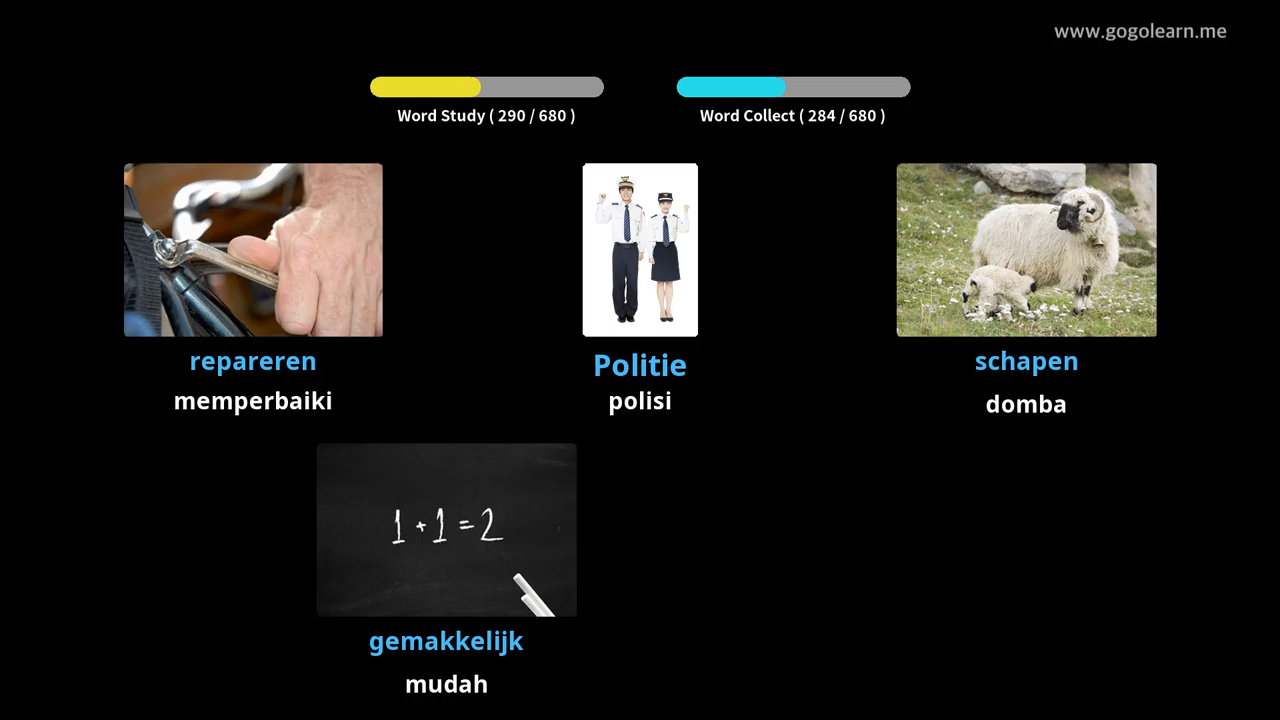 www.gogolearn.me
Word Study ( 290 / 680 )
Word Collect ( 284 / 680 )
repareren
memperbaiki
Politie
polisi
schapen
domba
1 + 1 = 2
gemakkelijk
mudah